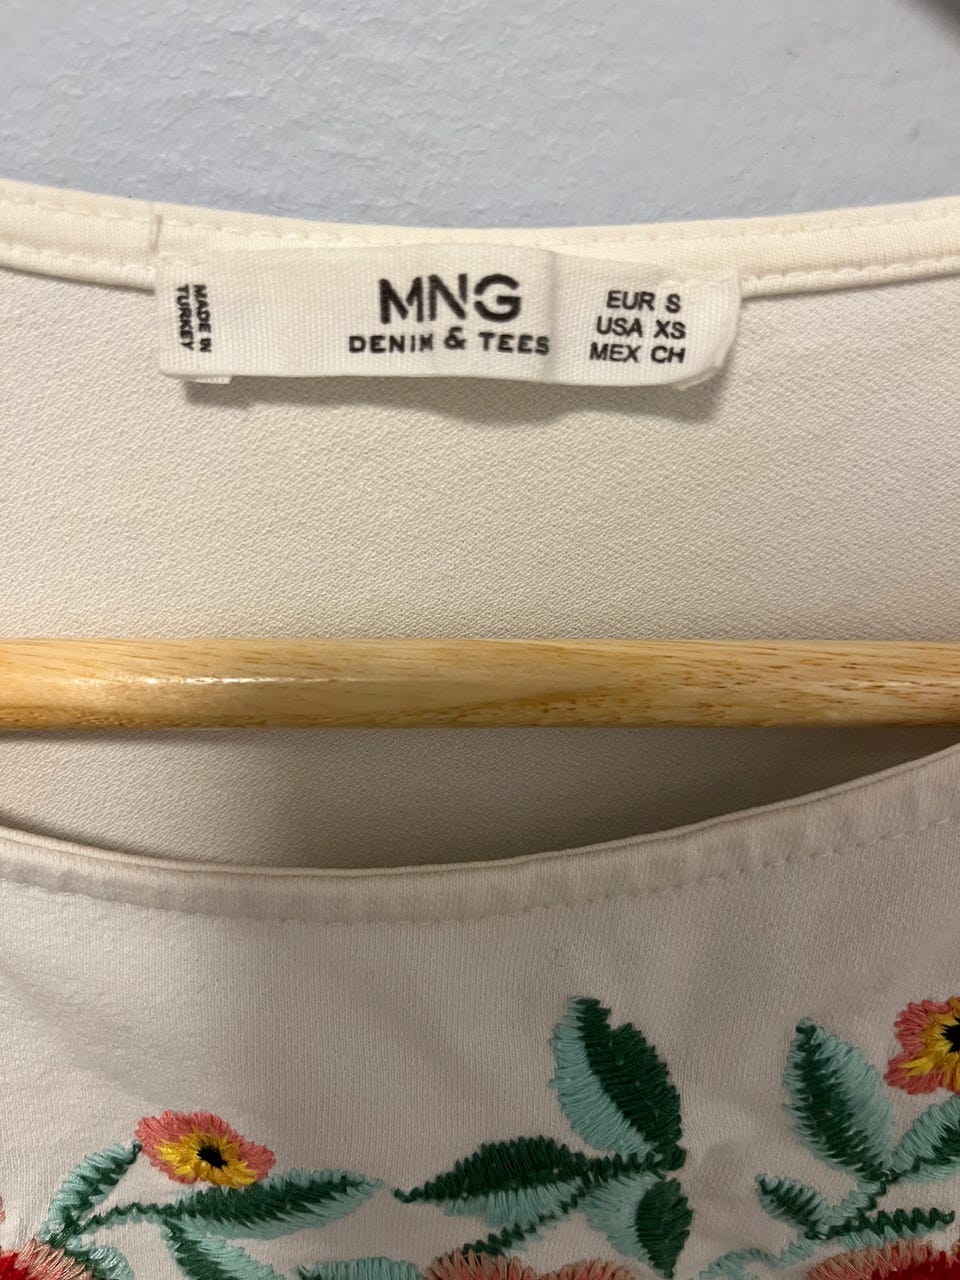 MADE IN
TURKEY
MNG
DENIM & TEES
EUR S
USA XS
MEX CH